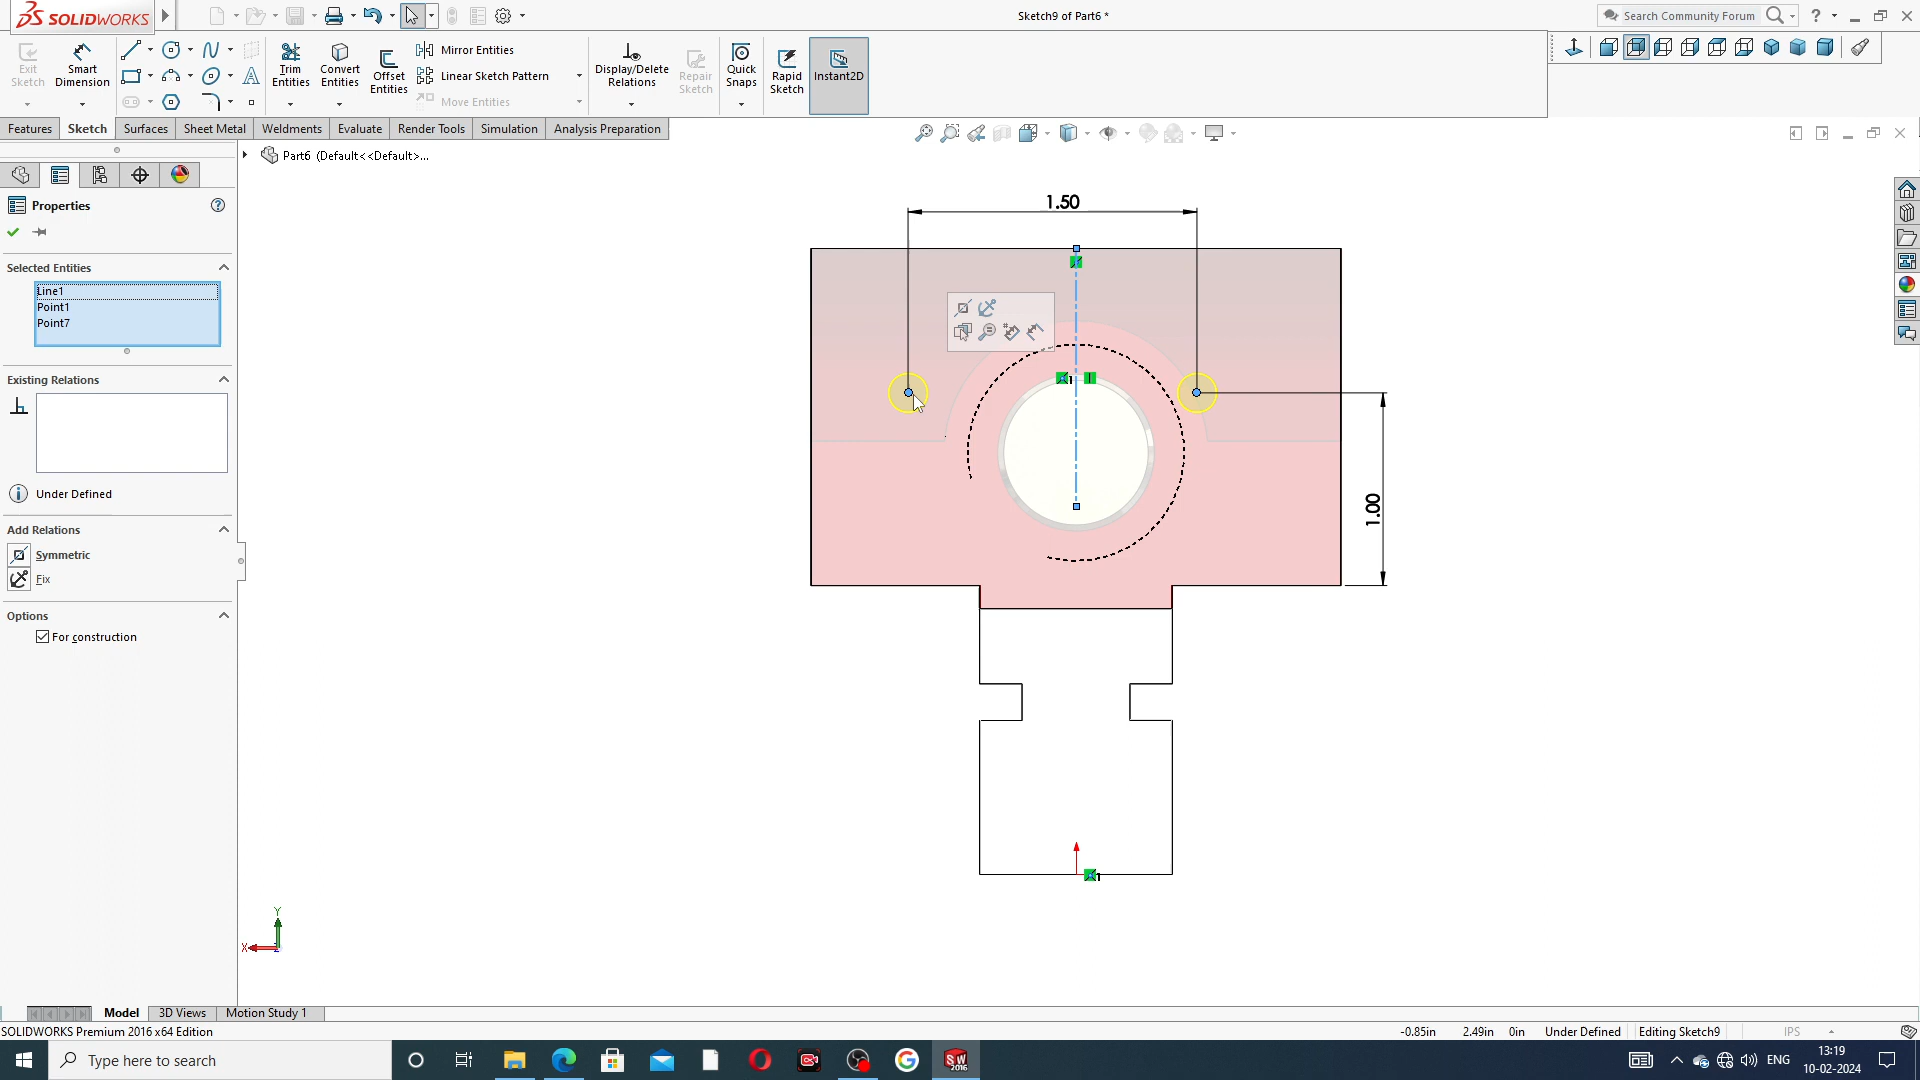 SOLIDWORKS
Sketch9 of Part6 *
Search Community Forum
Exit Sketch
Smart Dimension
Trim Entities
Convert Entities
Offset Entities
Mirror Entities
Linear Sketch Pattern
Move Entities
Display/Delete Relations
Repair Sketch
Quick Snaps
Rapid Sketch
Instant2D
Features
Sketch
Surfaces
Sheet Metal
Weldments
Evaluate
Render Tools
Simulation
Analysis Preparation
Part6 (Default<<Default>...
Properties
Selected Entities
Line1
Point1
Point7
Existing Relations
Under Defined
Add Relations
Symmetric
Fix
Options
For construction
1.50
1.00
1
1
Y
X
Z
Model
3D Views
Motion Study 1
SOLIDWORKS Premium 2016 x64 Edition
-0.85in
2.49in
0in
Under Defined
Editing Sketch9
IPS
Type here to search
SW 2016
ENG
13:19
10-02-2024